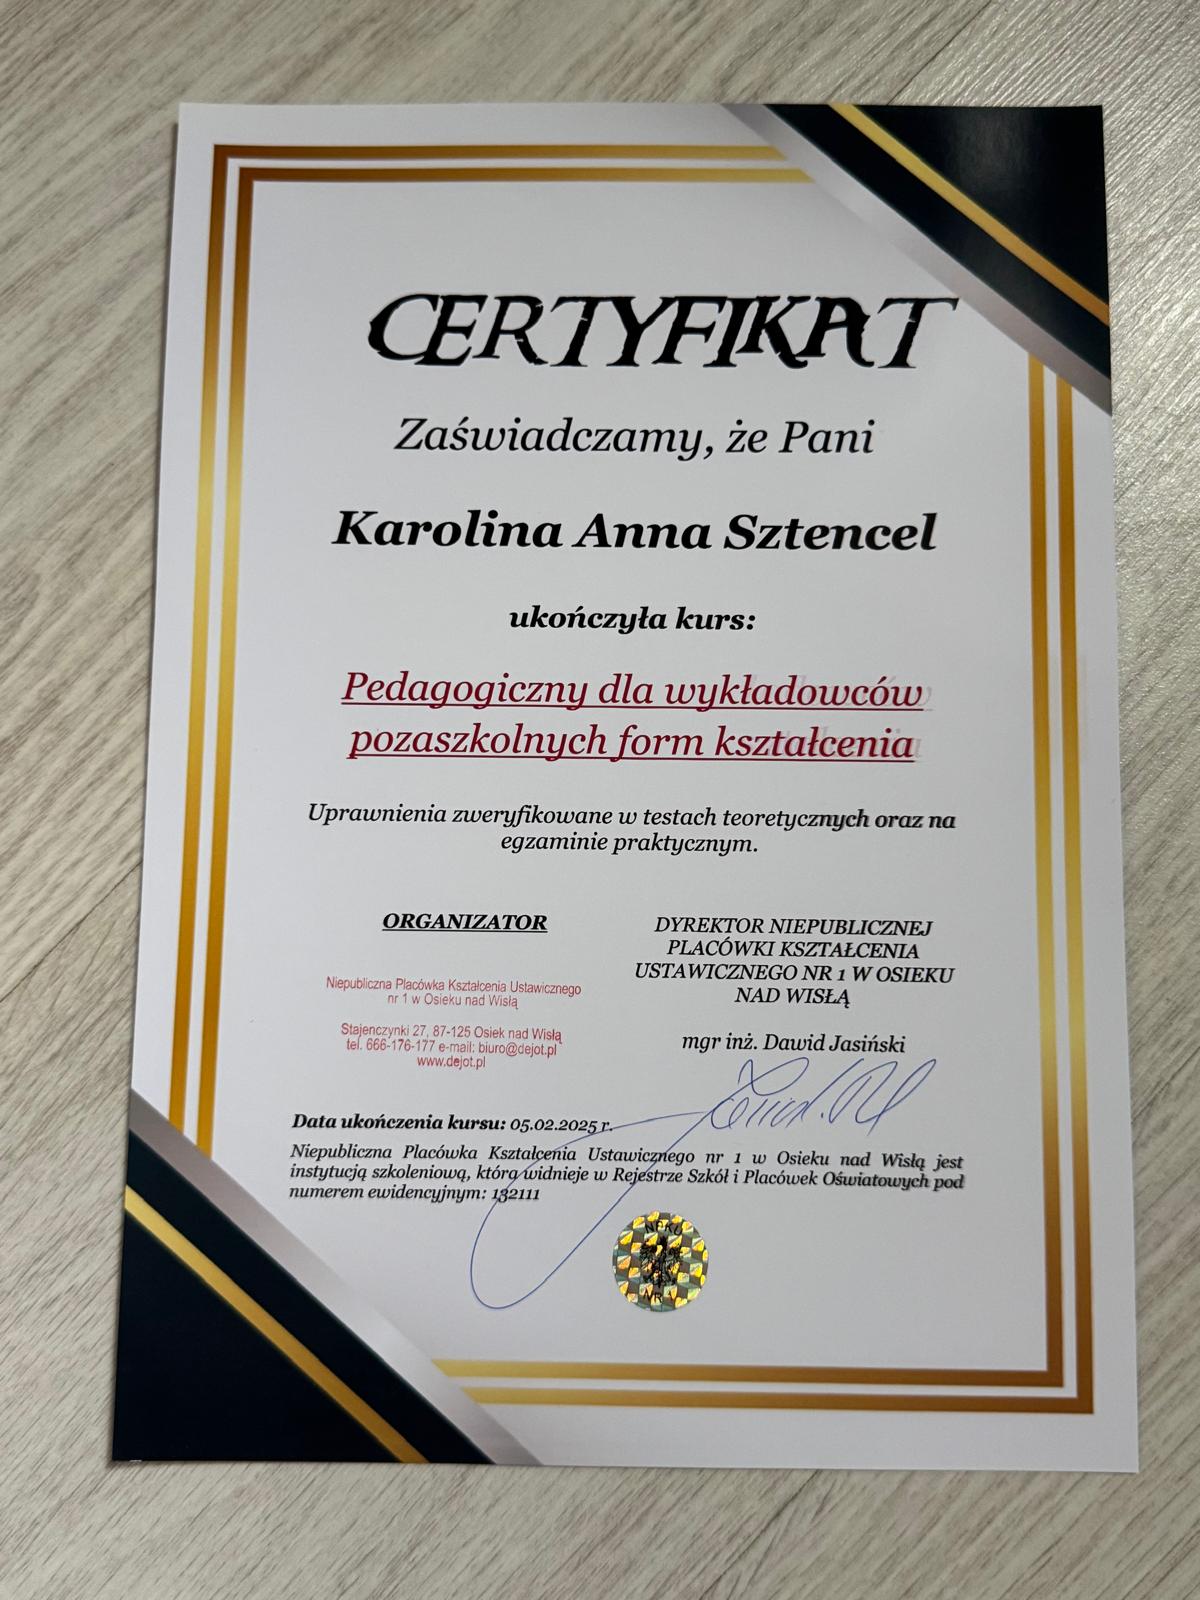 CERTYFIKAT
Zaświadczamy, że Pani
Karolina Anna Sztencel
ukończyła kurs:
Pedagogiczny dla wykładowców
pozaszkolnych form kształcenia
Uprawnienia zweryfikowane w testach teoretycznych oraz na
egzaminie praktycznym.
ORGANIZATOR
Niepubliczna Placówka Kształcenia Ustawicznego
nr 1 w Osieku nad Wisłą
Stajenczynki 27, 87-125 Osiek nad Wisłą
tel. 666-176-177 e-mail: biuro@dejot.pl
www.dejot.pl
DYREKTOR NIEPUBLICZNEJ
PLACÓWKI KSZTAŁCENIA
USTAWICZNEGO NR 1 W OSIEKU
NAD WISŁĄ
mgr inż. Dawid Jasiński
Data ukończenia kursu: 05.02.2025 r.
Niepubliczna Placówka Kształcenia Ustawicznego nr 1 w Osieku nad Wisłą jest
instytucją szkoleniową, która widnieje w Rejestrze Szkół i Placówek Oświatowych pod
numerem ewidencyjnym: 132111
NPKU
NR 1